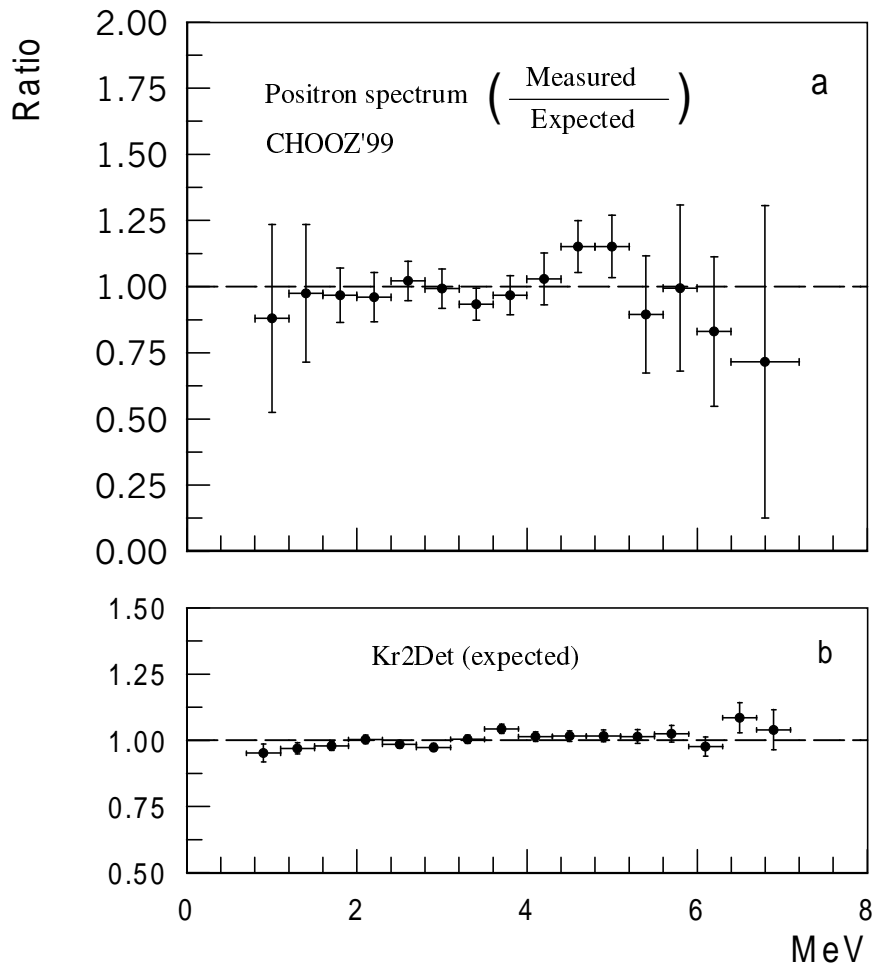 Ratio
2.00
1.75
1.50
1.25
1.00
0.75
0.50
0.25
0.00
a
Positron spectrum ( Measured / Expected )
CHOOZ'99
1.50
1.25
1.00
0.75
0.50
b
Kr2Det (expected)
0 2 4 6 8
MeV